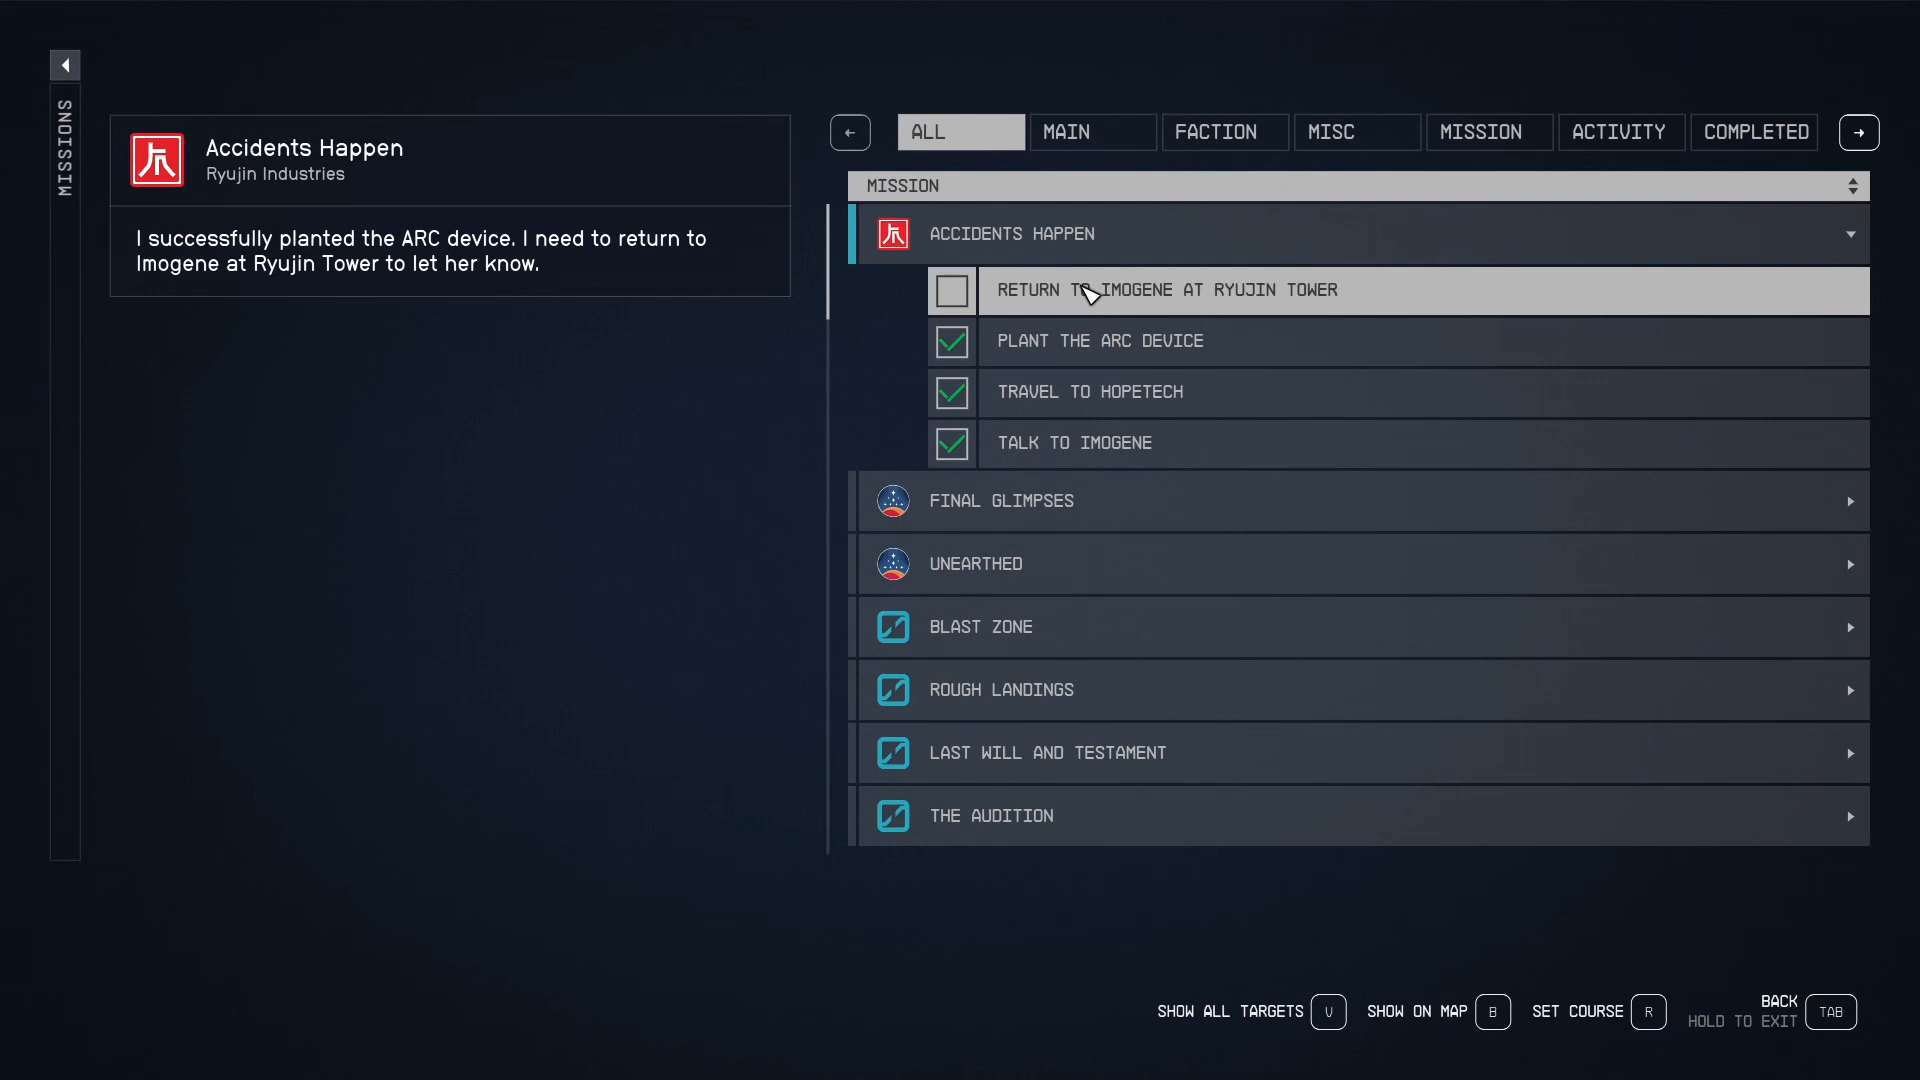 MISSIONS
Accidents Happen
Ryujin Industries
I successfully planted the ARC device. I need to return to
Imogene at Ryujin Tower to let her know.
ALL
MAIN
FACTION
MISC
MISSION
ACTIVITY
COMPLETED
MISSION
ACCIDENTS HAPPEN
RETURN TO IMOGENE AT RYUJIN TOWER
PLANT THE ARC DEVICE
TRAVEL TO HOPETECH
TALK TO IMOGENE
FINAL GLIMPSES
UNEARTHED
BLAST ZONE
ROUGH LANDINGS
LAST WILL AND TESTAMENT
THE AUDITION
SHOW ALL TARGETS V
SHOW ON MAP B
SET COURSE R
BACK
HOLD TO EXIT
TAB